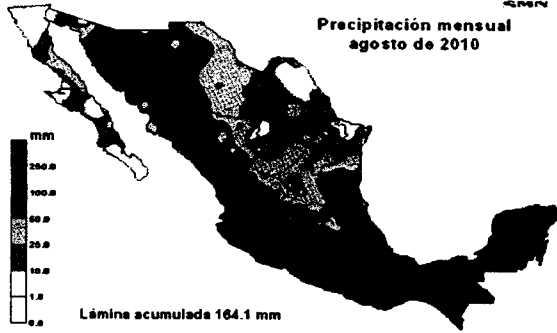 SMN
Precipitación mensual
agosto de 2010
mm
250.0
100.0
50.0
25.0
10.0
1.0
0.0
Lámina acumulada 164.1 mm